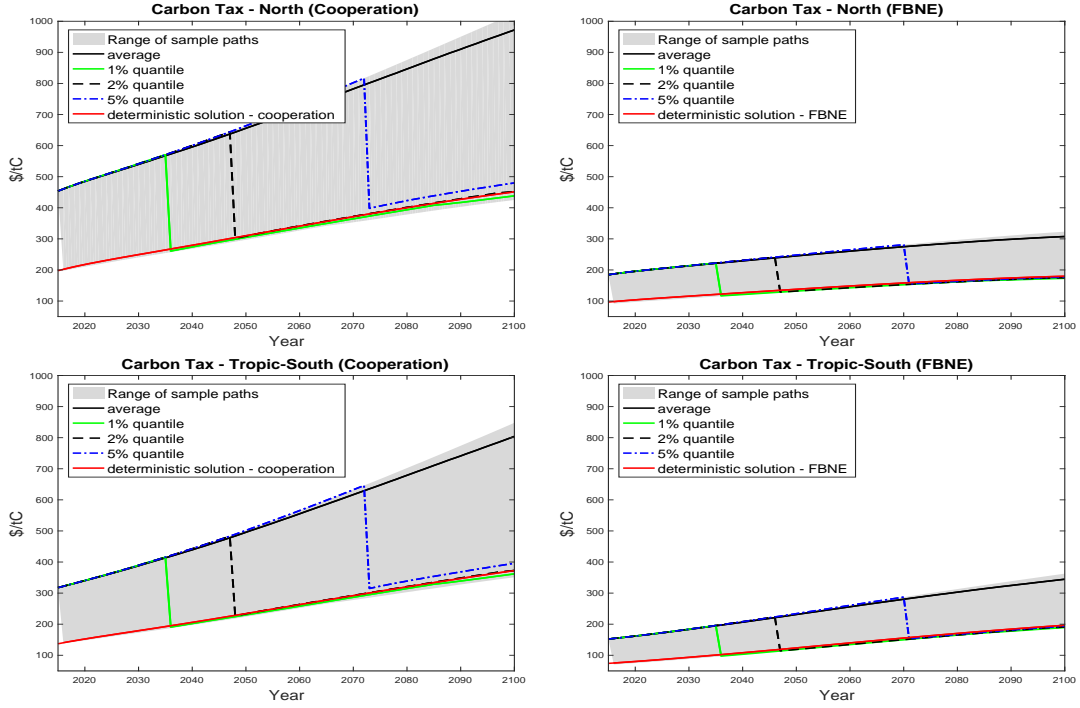 Carbon Tax - North (Cooperation)
1000
900
800
700
600
500
400
300
200
100
$/tC
Range of sample paths
average
1% quantile
2% quantile
5% quantile
deterministic solution - cooperation
2020 2030 2040 2050 2060 2070 2080 2090 2100
Year
Carbon Tax - North (FBNE)
1000
900
800
700
600
500
400
300
200
100
$/tC
Range of sample paths
average
1% quantile
2% quantile
5% quantile
deterministic solution - FBNE
2020 2030 2040 2050 2060 2070 2080 2090 2100
Year
Carbon Tax - Tropic-South (Cooperation)
1000
900
800
700
600
500
400
300
200
100
$/tC
Range of sample paths
average
1% quantile
2% quantile
5% quantile
deterministic solution - cooperation
2020 2030 2040 2050 2060 2070 2080 2090 2100
Year
Carbon Tax - Tropic-South (FBNE)
1000
900
800
700
600
500
400
300
200
100
$/tC
Range of sample paths
average
1% quantile
2% quantile
5% quantile
deterministic solution - FBNE
2020 2030 2040 2050 2060 2070 2080 2090 2100
Year